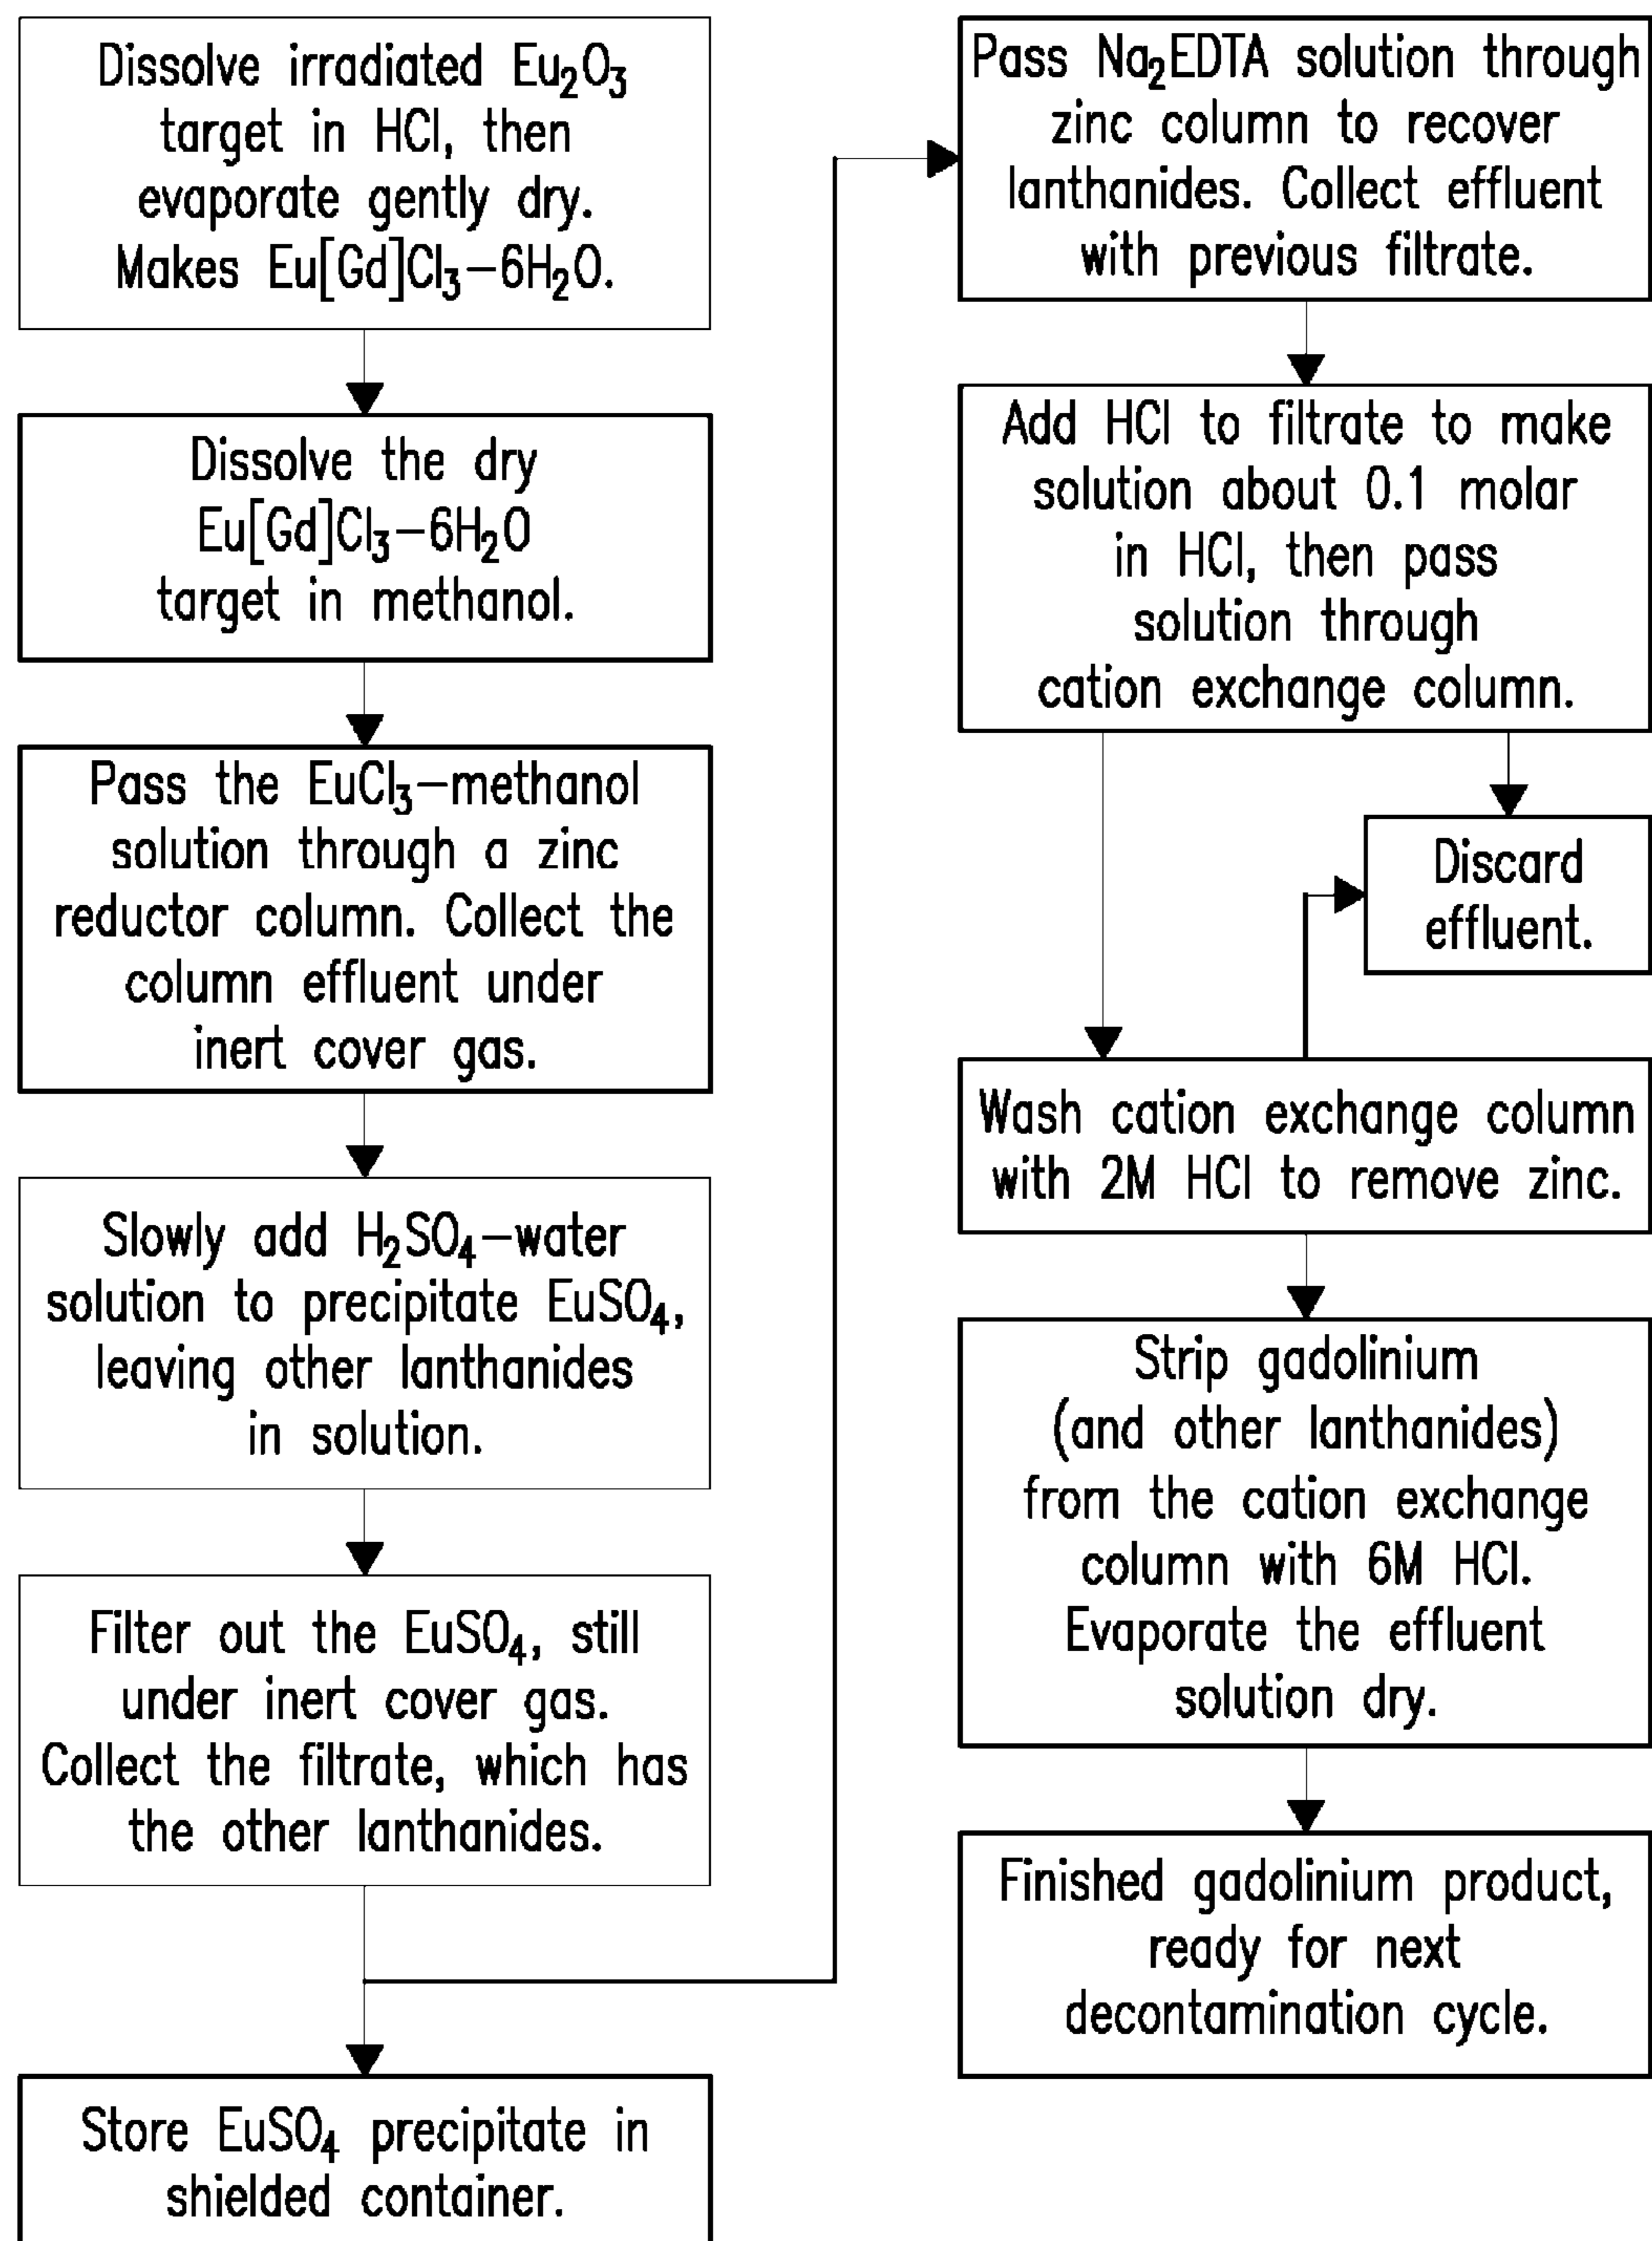 Dissolve irradiated Eu₂O₃
target in HCl, then
evaporate gently dry.
Makes Eu[Gd]Cl₃–6H₂O.
Dissolve the dry
Eu[Gd]Cl₃–6H₂O
target in methanol.
Pass the EuCl₃–methanol
solution through a zinc
reductor column. Collect the
column effluent under
inert cover gas.
Slowly add H₂SO₄–water
solution to precipitate EuSO₄,
leaving other lanthanides
in solution.
Filter out the EuSO₄, still
under inert cover gas.
Collect the filtrate, which has
the other lanthanides.
Store EuSO₄ precipitate in
shielded container.
Pass Na₂EDTA solution through
zinc column to recover
lanthanides. Collect effluent
with previous filtrate.
Add HCl to filtrate to make
solution about 0.1 molar
in HCl, then pass
solution through
cation exchange column.
Discard
effluent.
Wash cation exchange column
with 2M HCl to remove zinc.
Strip gadolinium
(and other lanthanides)
from the cation exchange
column with 6M HCl.
Evaporate the effluent
solution dry.
Finished gadolinium product,
ready for next
decontamination cycle.